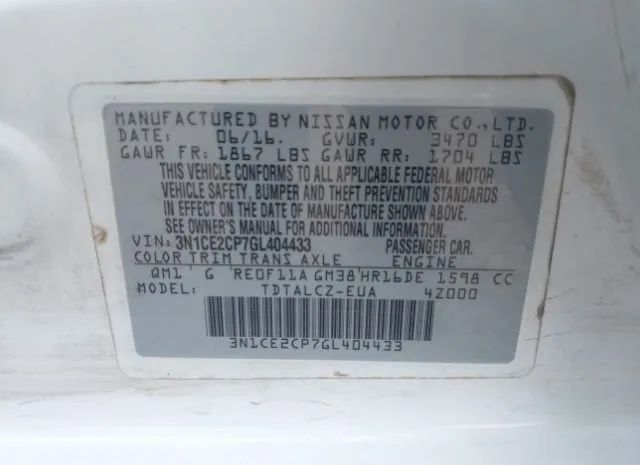 MANUFACTURED BY NISSAN MOTOR CO.,LTD.
DATE: 06/16. GVWR: 3470 LBS
GAWR FR: 1867 LBS GAWR RR: 1704 LBS
THIS VEHICLE CONFORMS TO ALL APPLICABLE FEDERAL MOTOR
VEHICLE SAFETY, BUMPER AND THEFT PREVENTION STANDARDS
IN EFFECT ON THE DATE OF MANUFACTURE SHOWN ABOVE.
SEE OWNER'S MANUAL FOR ADDITIONAL INFORMATION.
VIN: 3N1CE2CP7GL404433 PASSENGER CAR.
COLOR TRIM TRANS AXLE ENGINE
QM1 G RE0F11A GM38 HR16DE 1598 CC
MODEL: TDTALCZ-EUA 4Z000
3N1CE2CP7GL404433